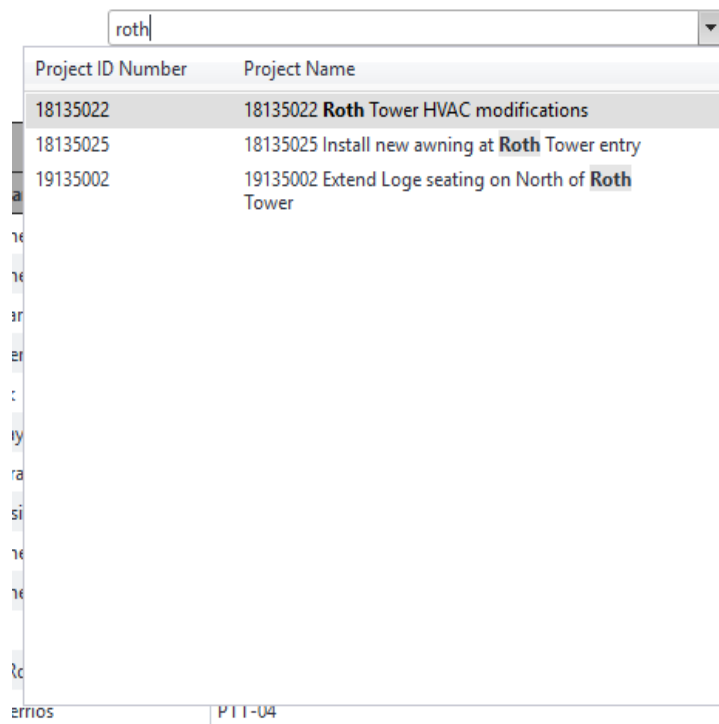 roth
Project ID Number Project Name
18135022 18135022 Roth Tower HVAC modifications
18135025 18135025 Install new awning at Roth Tower entry
19135002 19135002 Extend Loge seating on North of Roth
Tower
PTT-04